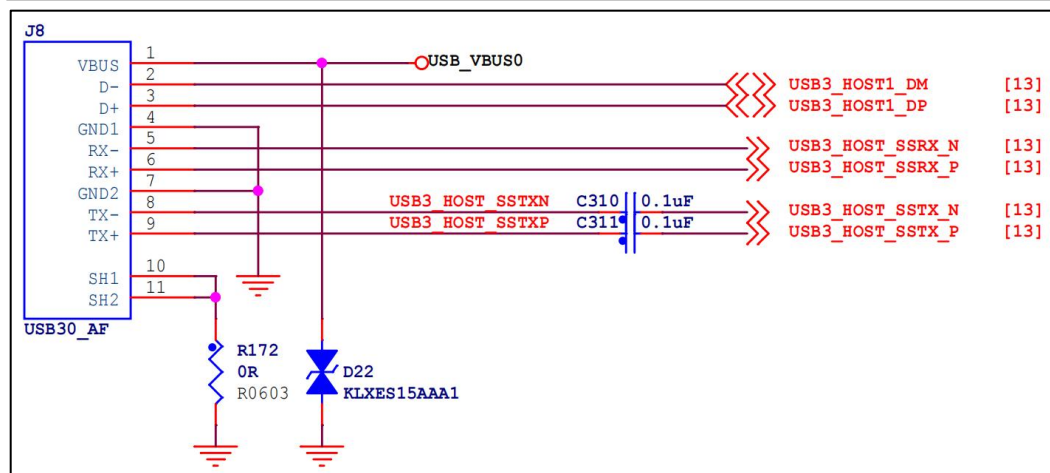 J8
VBUS 1 USB_VBUS0
D- 2 USB3_HOST1_DM [13]
D+ 3 USB3_HOST1_DP [13]
GND1 4
RX- 5 USB3_HOST_SSRX_N [13]
RX+ 6 USB3_HOST_SSRX_P [13]
GND2 7
TX- 8 USB3_HOST_SSTXN C310 0.1uF USB3_HOST_SSTX_N [13]
TX+ 9 USB3_HOST_SSTXP C311 0.1uF USB3_HOST_SSTX_P [13]
SH1 10
SH2 11
USB30_AF
R172
0R
R0603
D22
KLXES15AAA1